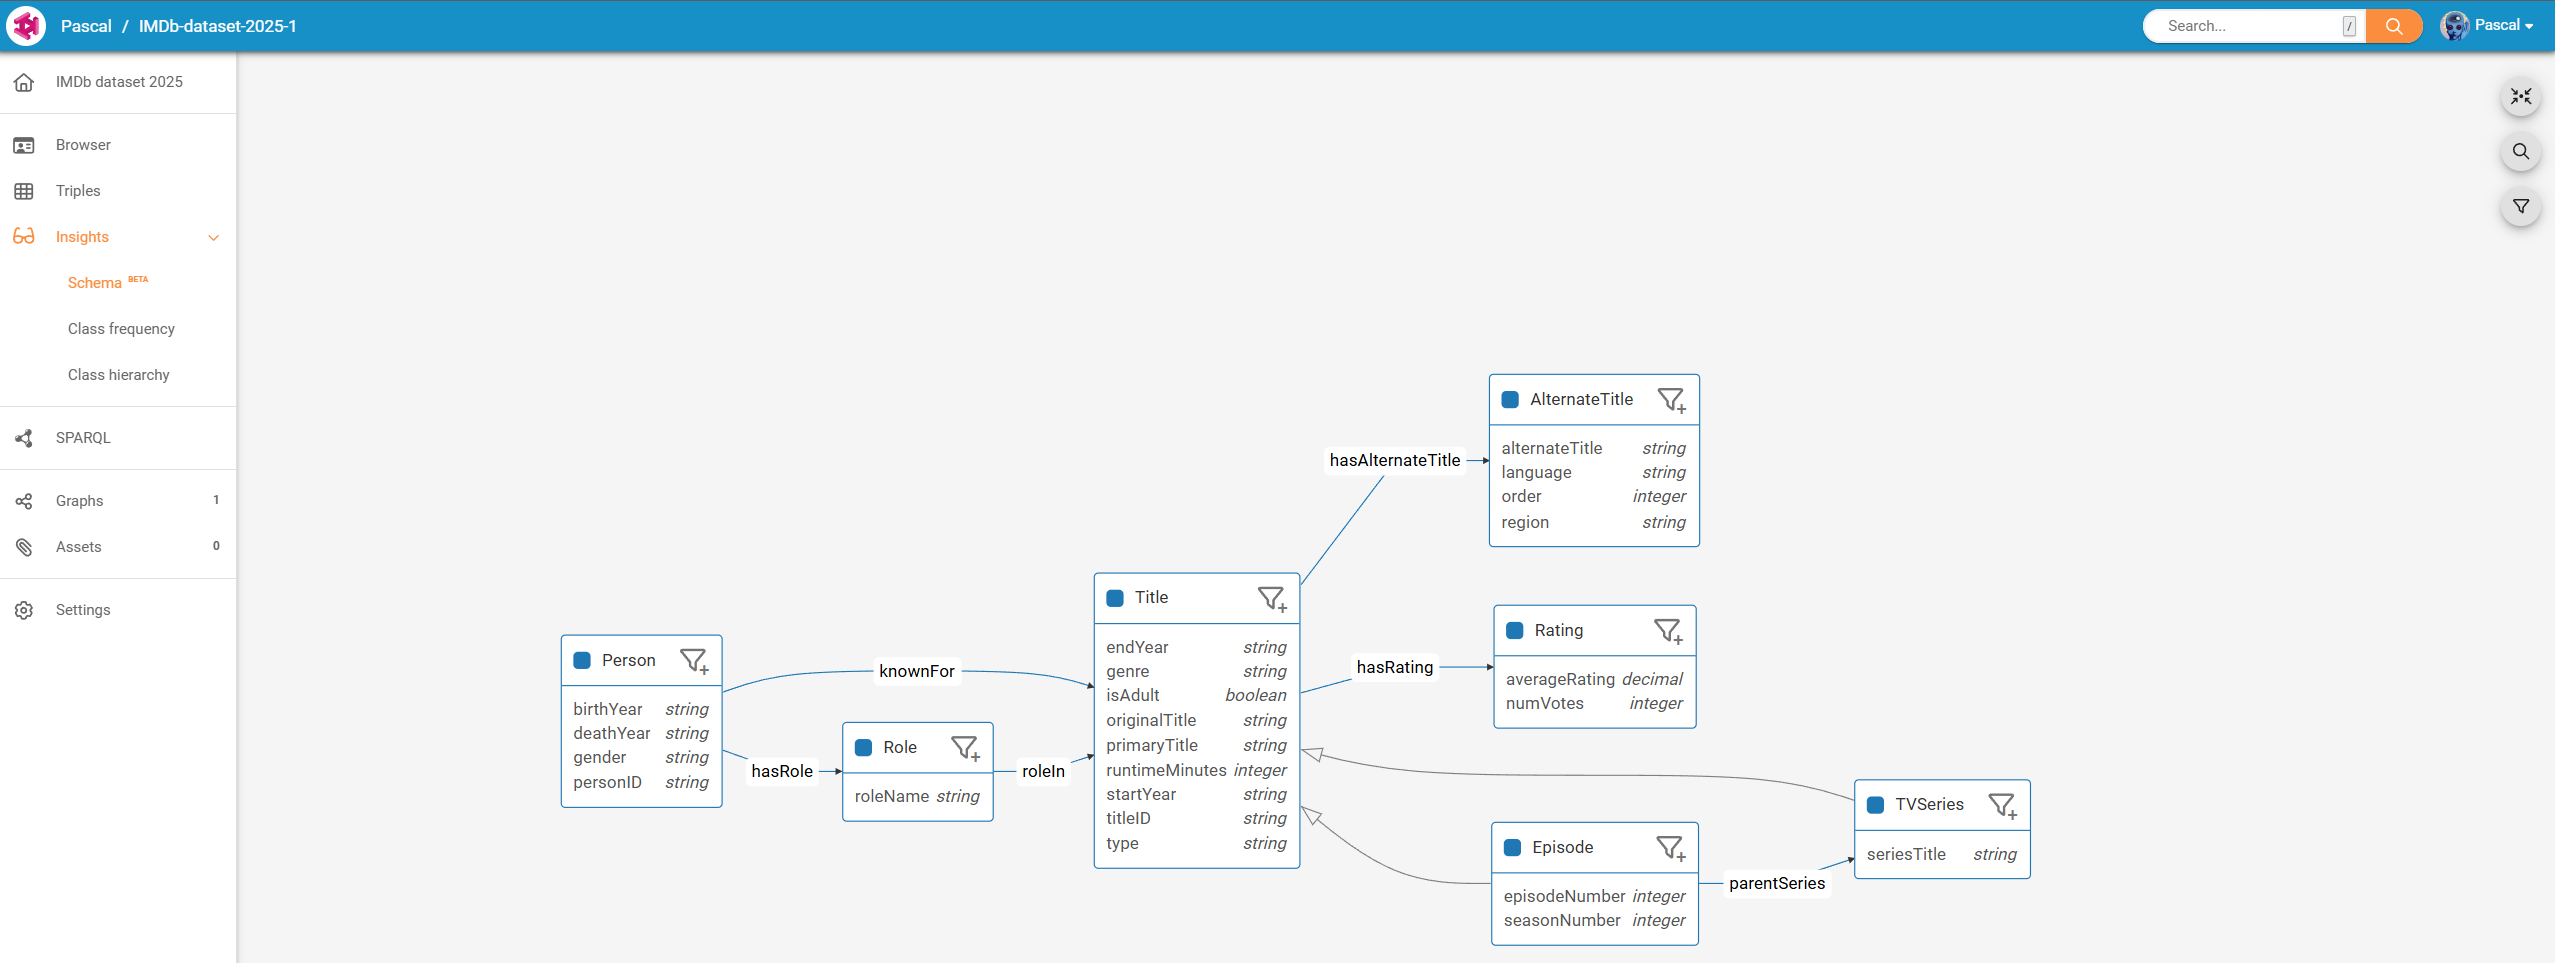 Pascal / IMDb-dataset-2025-1
Search... /
Pascal
IMDb dataset 2025
Browser
Triples
Insights
Schema BETA
Class frequency
Class hierarchy
SPARQL
Graphs 1
Assets 0
Settings
Person
birthYear string
deathYear string
gender string
personID string
knownFor
hasRole
Role
roleName string
roleIn
Title
endYear string
genre string
isAdult boolean
originalTitle string
primaryTitle string
runtimeMinutes integer
startYear string
titleID string
type string
hasAlternateTitle
AlternateTitle
alternateTitle string
language string
order integer
region string
hasRating
Rating
averageRating decimal
numVotes integer
Episode
episodeNumber integer
seasonNumber integer
parentSeries
TVSeries
seriesTitle string